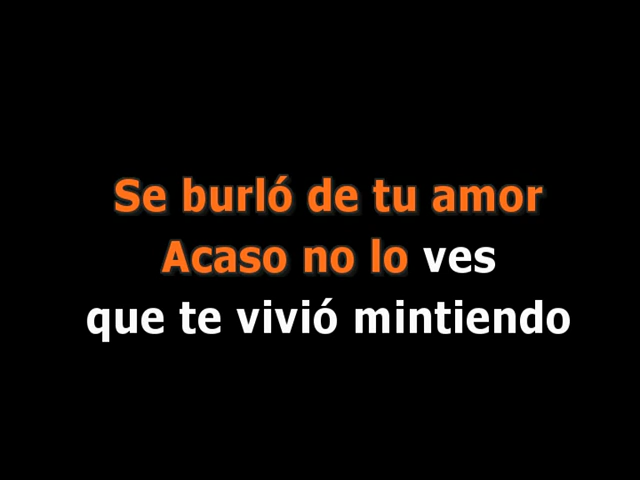 Se burló de tu amor
Acaso no lo ves
que te vivió mintiendo